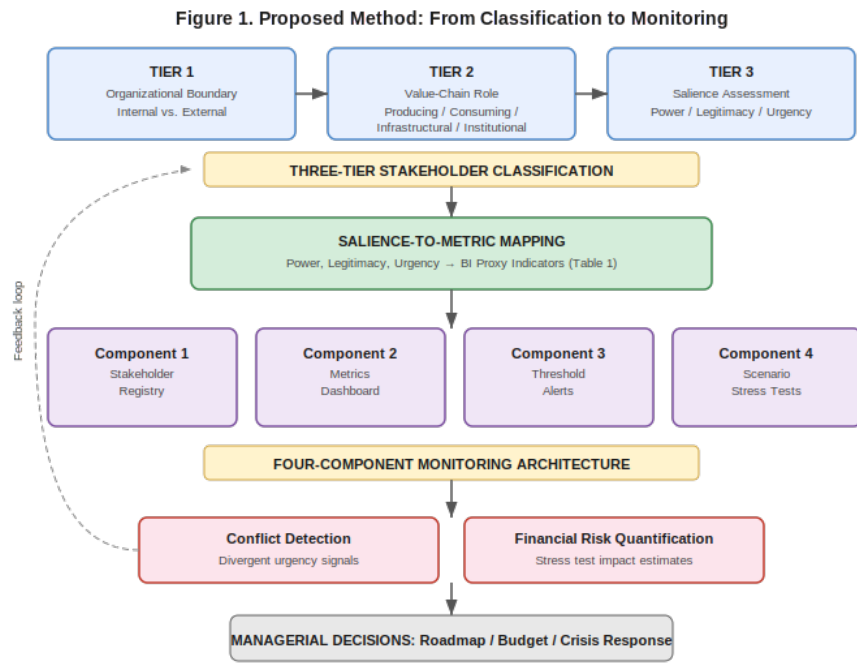 Figure 1. Proposed Method: From Classification to Monitoring
TIER 1
Organizational Boundary
Internal vs. External
TIER 2
Value-Chain Role
Producing / Consuming /
Infrastructural / Institutional
TIER 3
Salience Assessment
Power / Legitimacy / Urgency
THREE-TIER STAKEHOLDER CLASSIFICATION
SALIENCE-TO-METRIC MAPPING
Power, Legitimacy, Urgency → BI Proxy Indicators (Table 1)
Feedback loop
Component 1
Stakeholder
Registry
Component 2
Metrics
Dashboard
Component 3
Threshold
Alerts
Component 4
Scenario
Stress Tests
FOUR-COMPONENT MONITORING ARCHITECTURE
Conflict Detection
Divergent urgency signals
Financial Risk Quantification
Stress test impact estimates
MANAGERIAL DECISIONS: Roadmap / Budget / Crisis Response